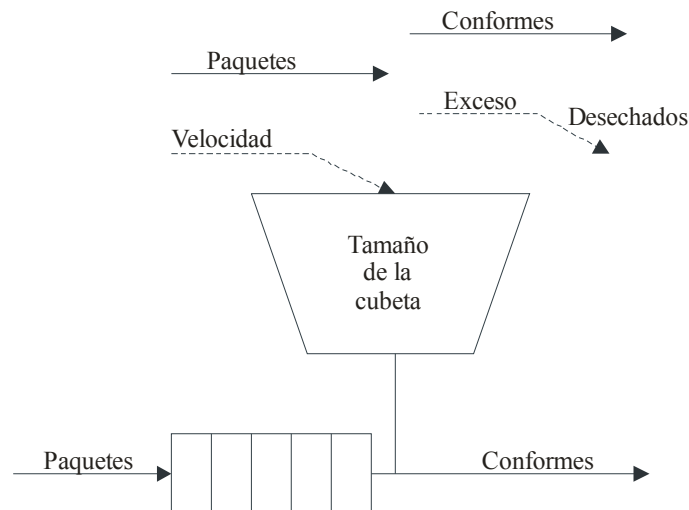 Conformes
Paquetes
Exceso
Desechados
Velocidad
Tamaño
de la
cubeta
Paquetes
Conformes